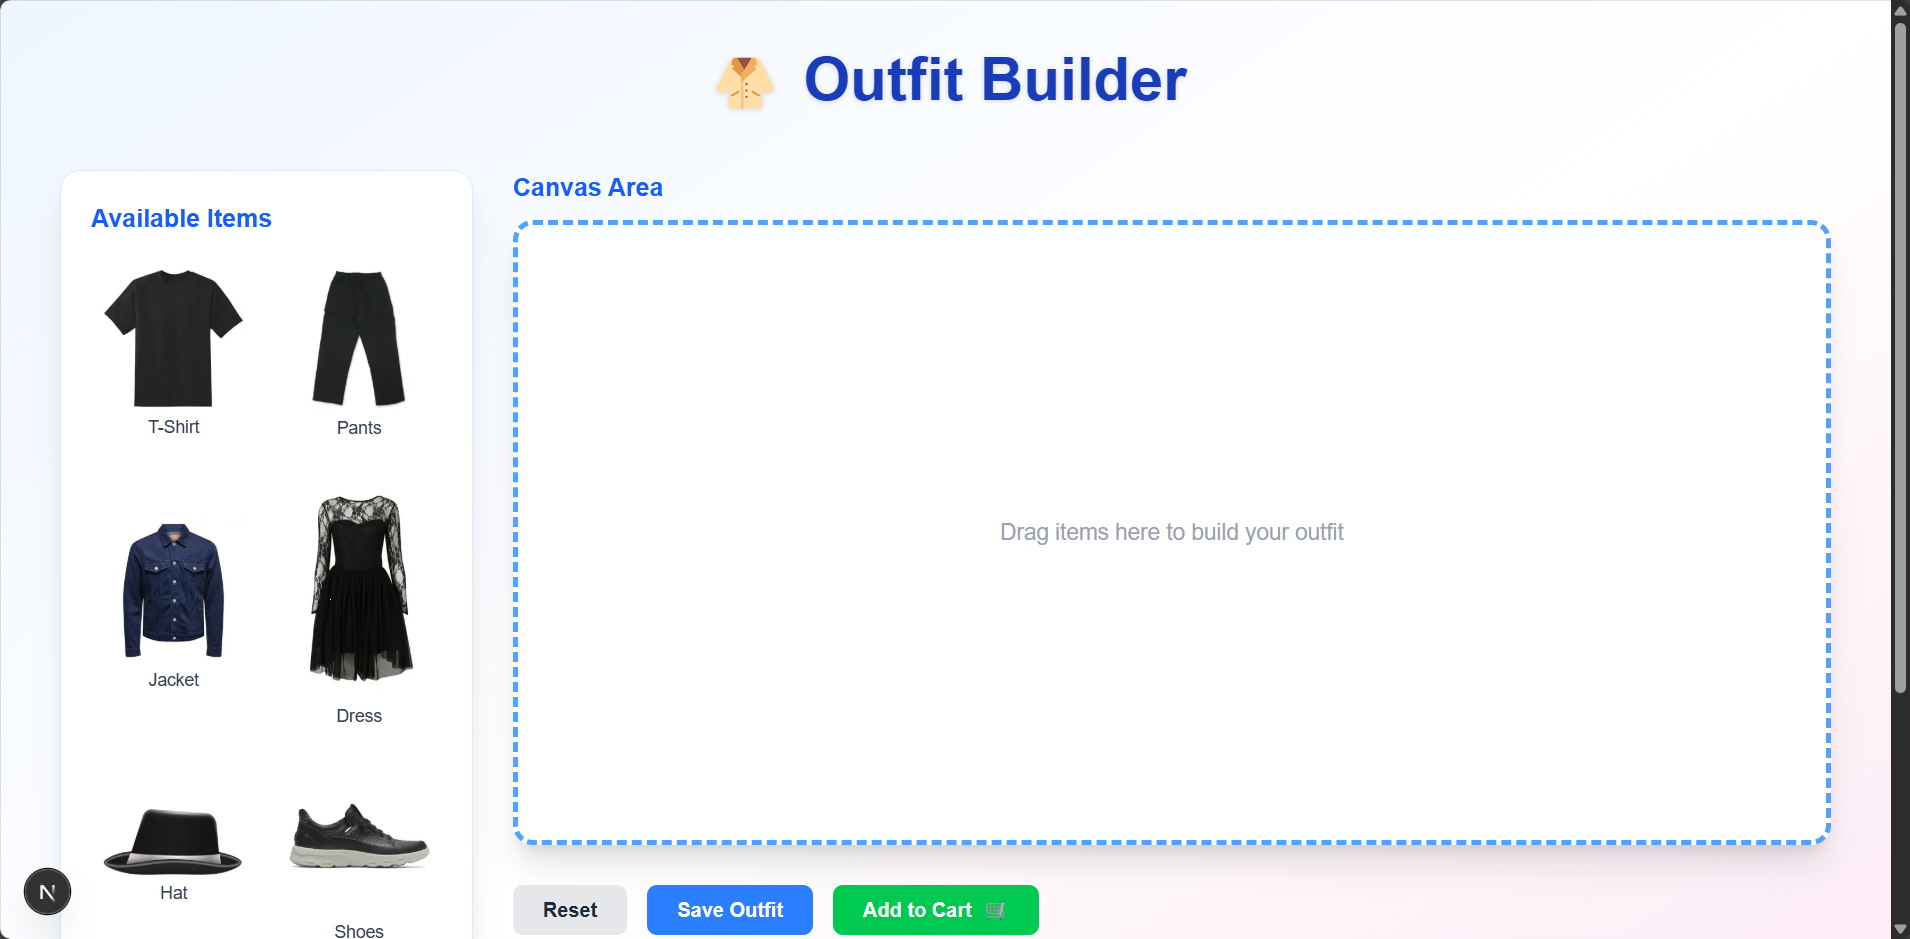 Outfit Builder
Available Items
T-Shirt
Pants
Jacket
Dress
Hat
Shoes
Canvas Area
Drag items here to build your outfit
Reset
Save Outfit
Add to Cart
N